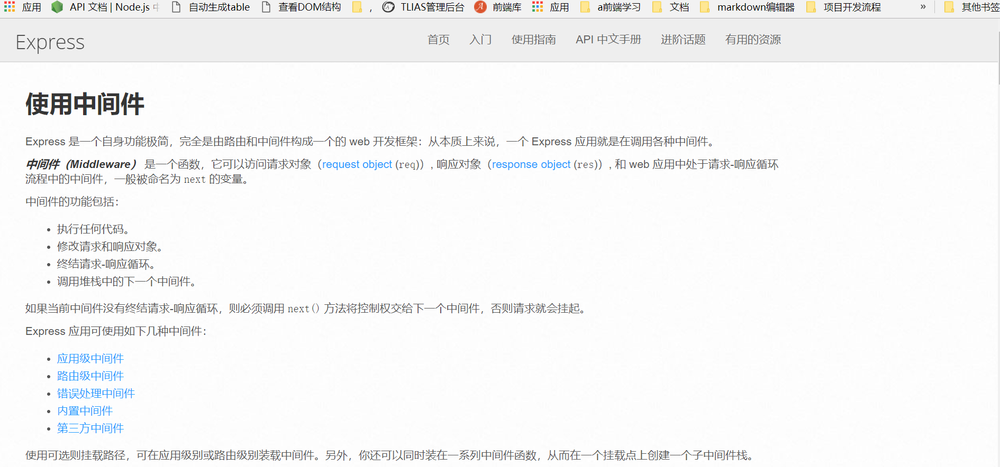 应用 API 文档 | Node.js 中 自动生成table 查看DOM结构 , TLIAS管理后台 前端库 应用 a前端学习 文档 markdown编辑器 项目开发流程 » 其他书签
Express 首页 入门 使用指南 API 中文手册 进阶话题 有用的资源
使用中间件
Express 是一个自身功能极简，完全是由路由和中间件构成一个的 web 开发框架：从本质上来说，一个 Express 应用就是在调用各种中间件。
中间件（Middleware） 是一个函数，它可以访问请求对象（request object (req)）, 响应对象（response object (res)）, 和 web 应用中处于请求-响应循环
流程中的中间件，一般被命名为 next 的变量。
中间件的功能包括：
• 执行任何代码。
• 修改请求和响应对象。
• 终结请求-响应循环。
• 调用堆栈中的下一个中间件。
如果当前中间件没有终结请求-响应循环，则必须调用 next() 方法将控制权交给下一个中间件，否则请求就会挂起。
Express 应用可使用如下几种中间件：
• 应用级中间件
• 路由级中间件
• 错误处理中间件
• 内置中间件
• 第三方中间件
使用可选则挂载路径，可在应用级别或路由级别装载中间件。另外，你还可以同时装在一系列中间件函数，从而在一个挂载点上创建一个子中间件栈。